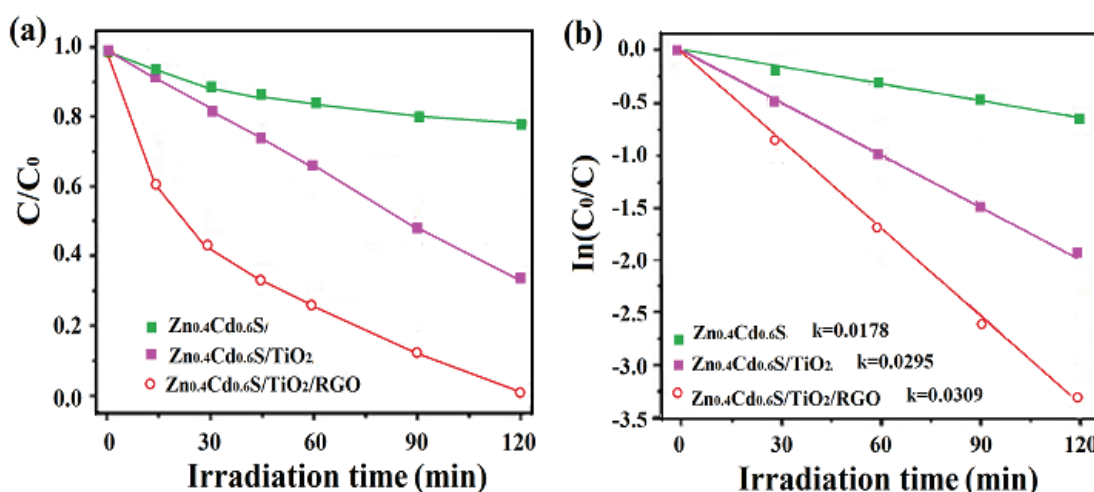 (a)
1.0
0.8
0.6
0.4
0.2
0.0
C/C₀
Zn0.4Cd0.6S/
Zn0.4Cd0.6S/TiO2
Zn0.4Cd0.6S/TiO2/RGO
0 30 60 90 120
Irradiation time (min)
(b)
0.0
-0.5
-1.0
-1.5
-2.0
-2.5
-3.0
-3.5
In(C₀/C)
Zn0.4Cd0.6S k=0.0178
Zn0.4Cd0.6S/TiO2 k=0.0295
Zn0.4Cd0.6S/TiO2/RGO k=0.0309
0 30 60 90 120
Irradiation time (min)